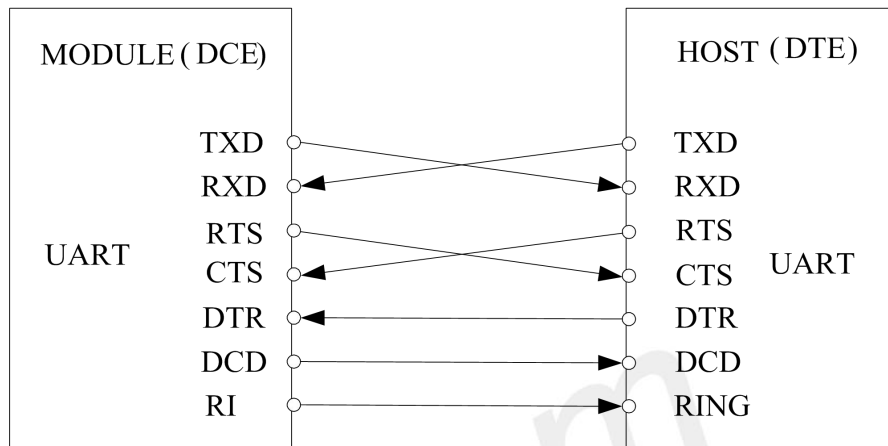 MODULE ( DCE)
HOST ( DTE)
TXD
TXD
RXD
RXD
RTS
RTS
UART
UART
CTS
CTS
DTR
DTR
DCD
DCD
RI
RING